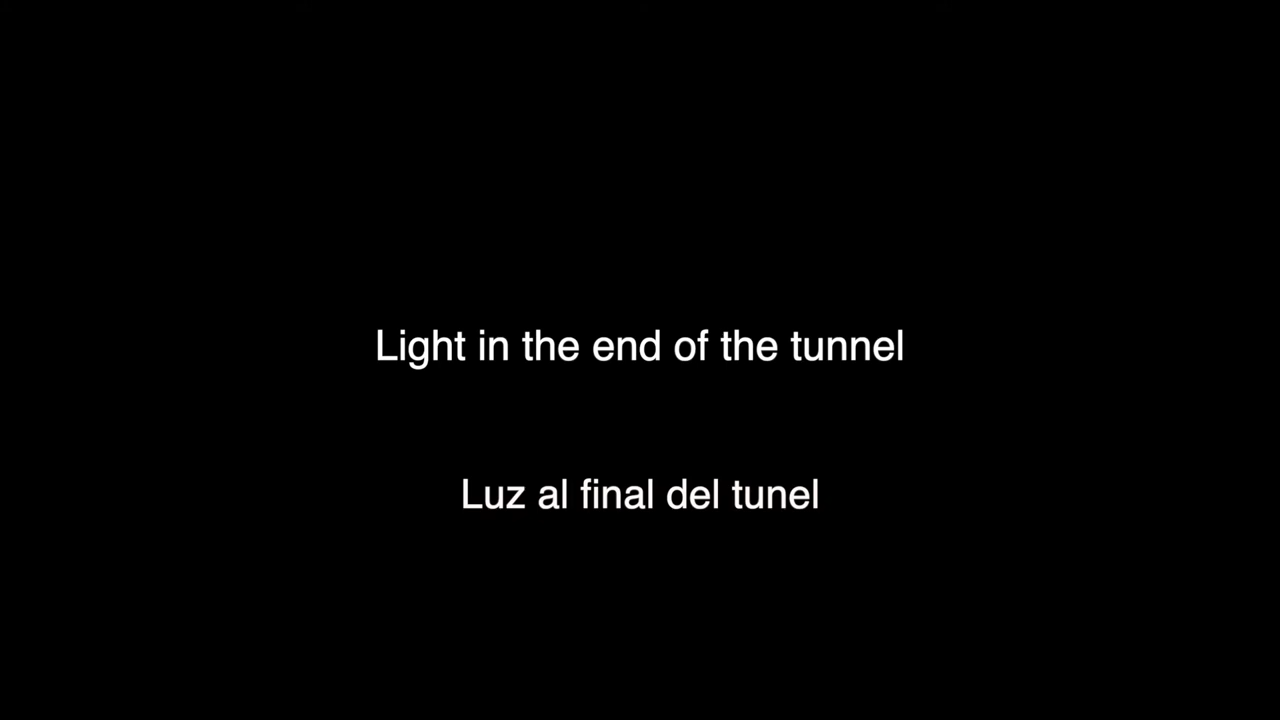 Light in the end of the tunnel
Luz al final del tunel